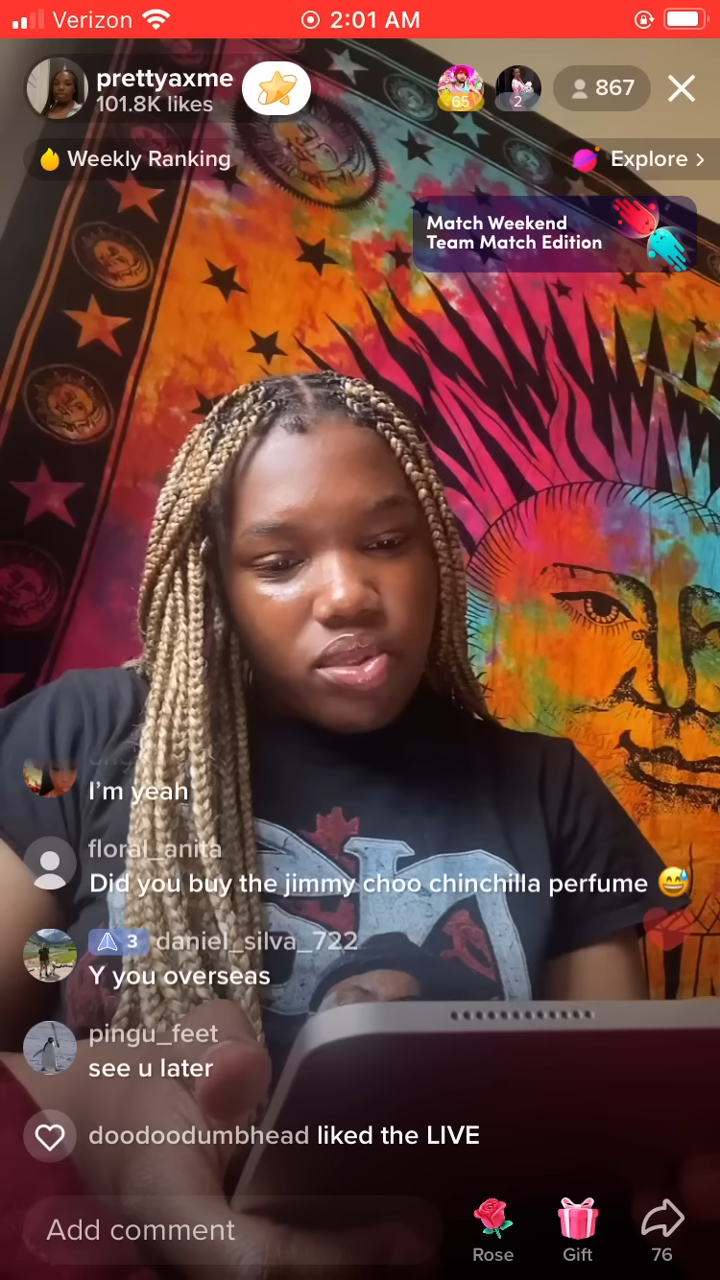 Verizon
2:01 AM
prettyaxme
101.8K likes
65
2
867
Weekly Ranking
Explore >
Match Weekend
Team Match Edition
I'm yeah
floral_anita
Did you buy the jimmy choo chinchilla perfume 😅
3 daniel_silva_722
Y you overseas
pingu_feet
see u later
doodoodumbhead liked the LIVE
Add comment
Rose
Gift
76